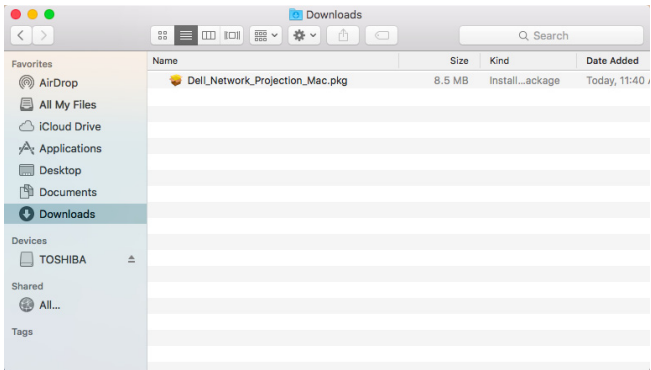 Downloads
Search
Favorites
AirDrop
All My Files
iCloud Drive
Applications
Desktop
Documents
Downloads
Devices
TOSHIBA
Shared
All...
Tags
Name Size Kind Date Added
Dell_Network_Projection_Mac.pkg 8.5 MB Install...ackage Today, 11:40